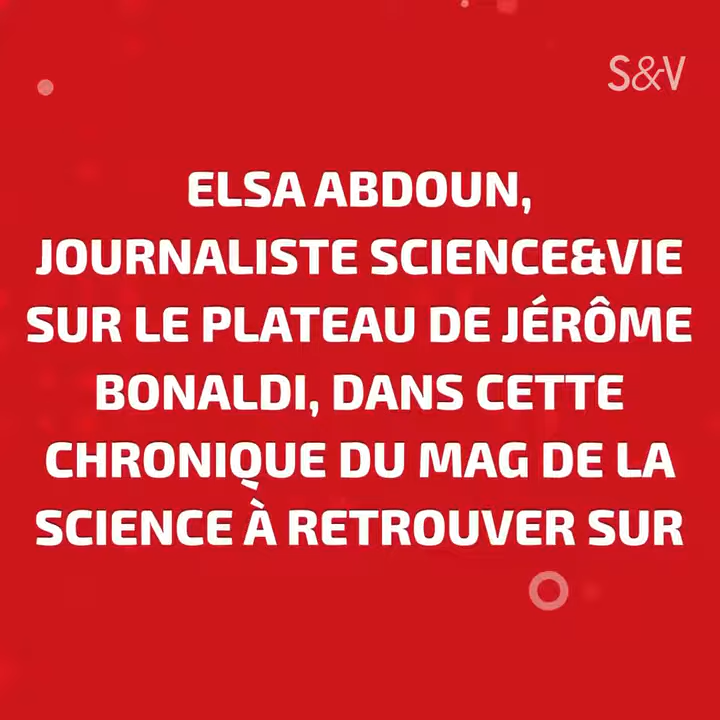 S&V
ELSA ABDOUN,
JOURNALISTE SCIENCE&VIE
SUR LE PLATEAU DE JÉRÔME
BONALDI, DANS CETTE
CHRONIQUE DU MAG DE LA
SCIENCE À RETROUVER SUR